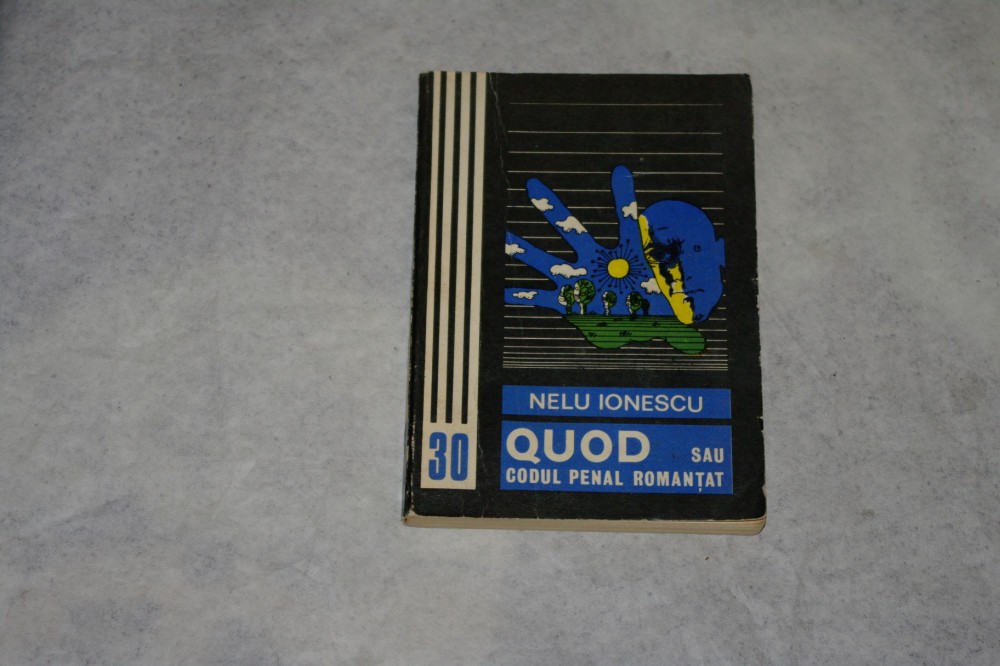 NELU IONESCU
QUOD SAU
CODUL PENAL ROMANȚAT
30